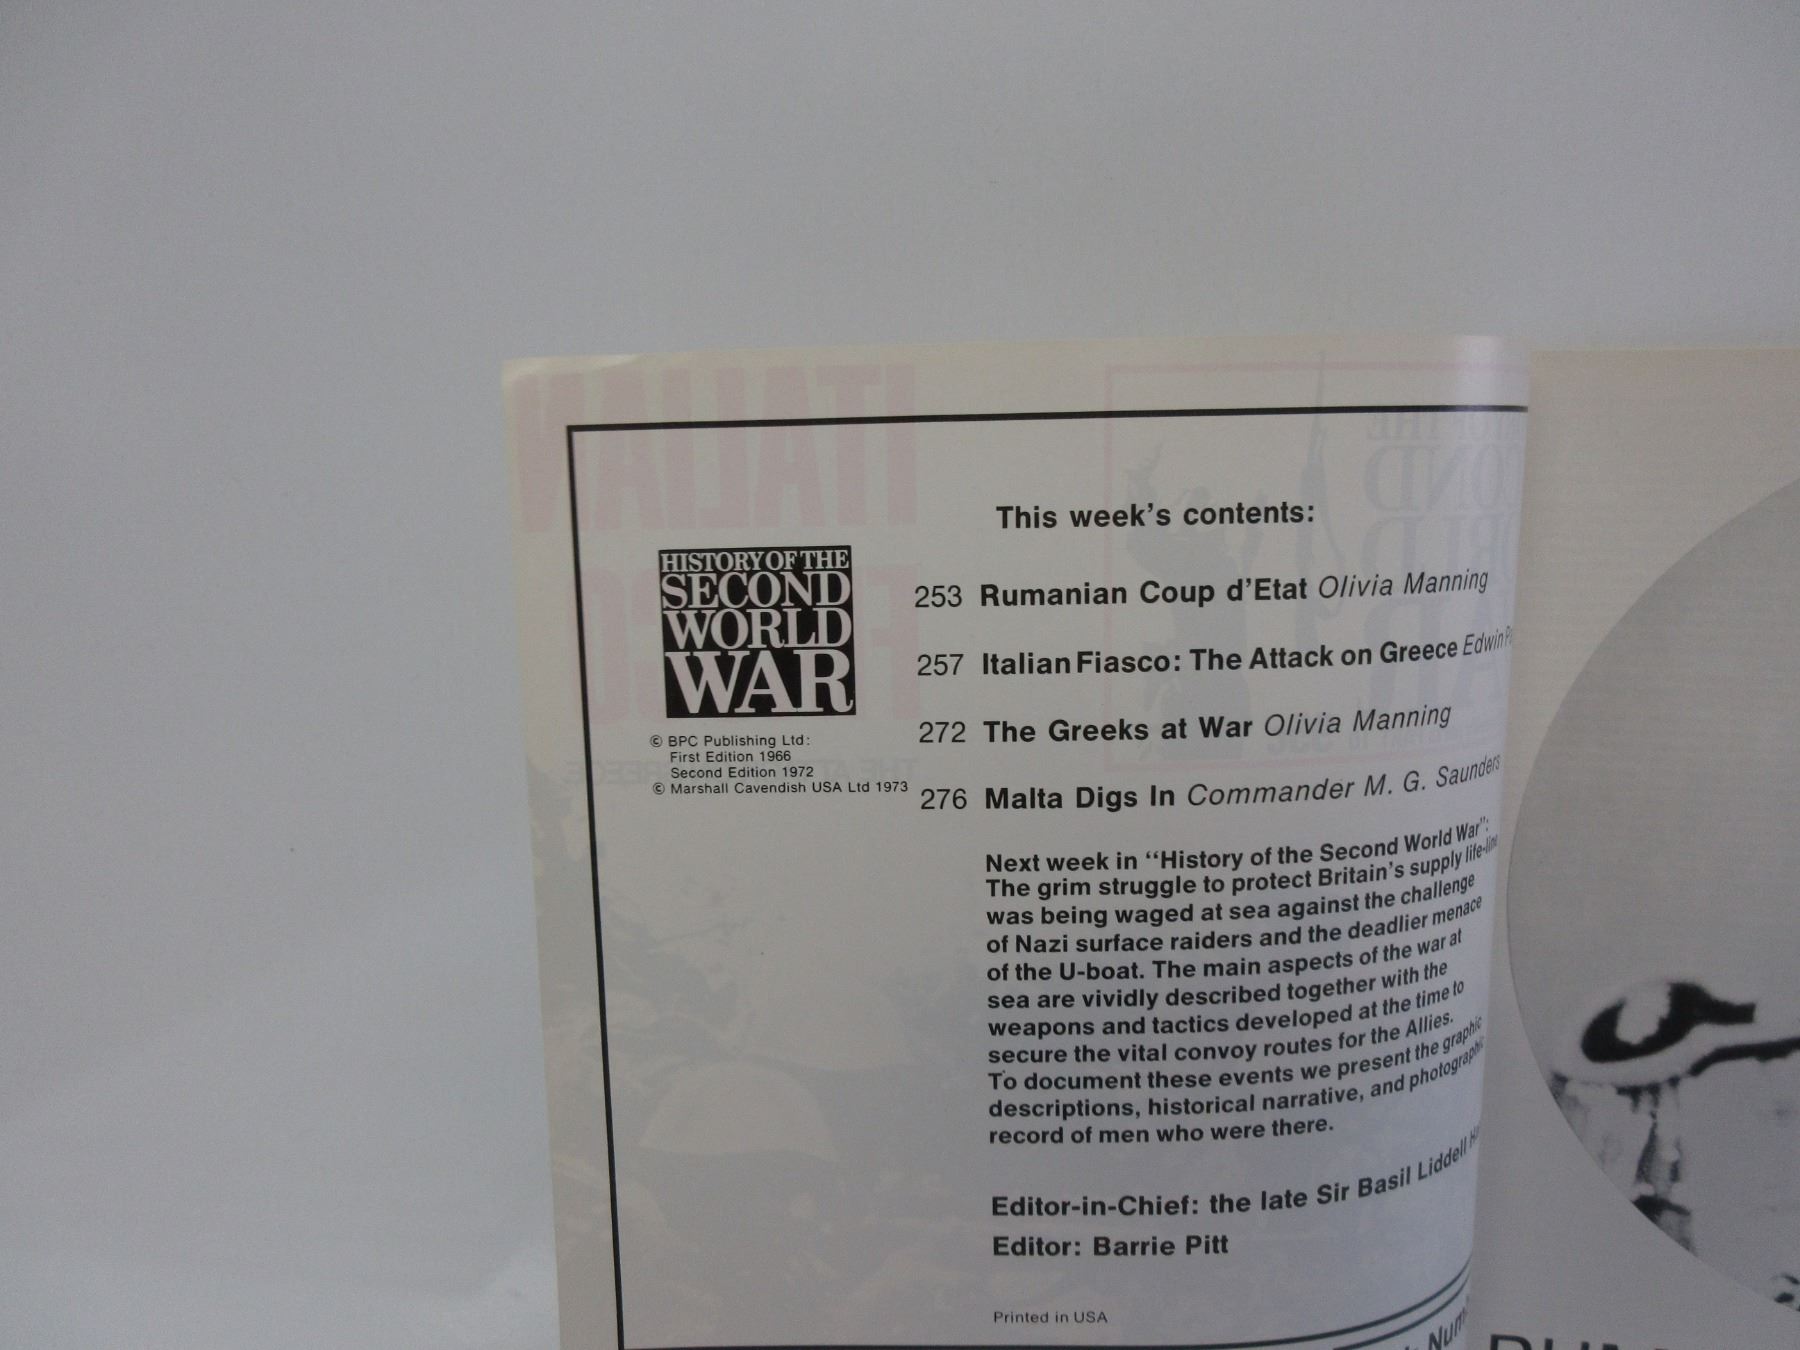 This week's contents:
HISTORY OF THE
SECOND
WORLD
WAR
© BPC Publishing Ltd:
First Edition 1966
Second Edition 1972
© Marshall Cavendish USA Ltd 1973
253 Rumanian Coup d'Etat Olivia Manning
257 Italian Fiasco: The Attack on Greece Edwin
272 The Greeks at War Olivia Manning
276 Malta Digs In Commander M. G. Saunders
Next week in "History of the Second World War":
The grim struggle to protect Britain's supply life-line
was being waged at sea against the challenge
of Nazi surface raiders and the deadlier menace
of the U-boat. The main aspects of the war at
sea are vividly described together with the
weapons and tactics developed at the time to
secure the vital convoy routes for the Allies.
To document these events we present the graphic
descriptions, historical narrative, and photographic
record of men who were there.
Editor-in-Chief: the late Sir Basil Liddell
Editor: Barrie Pitt
Printed in USA